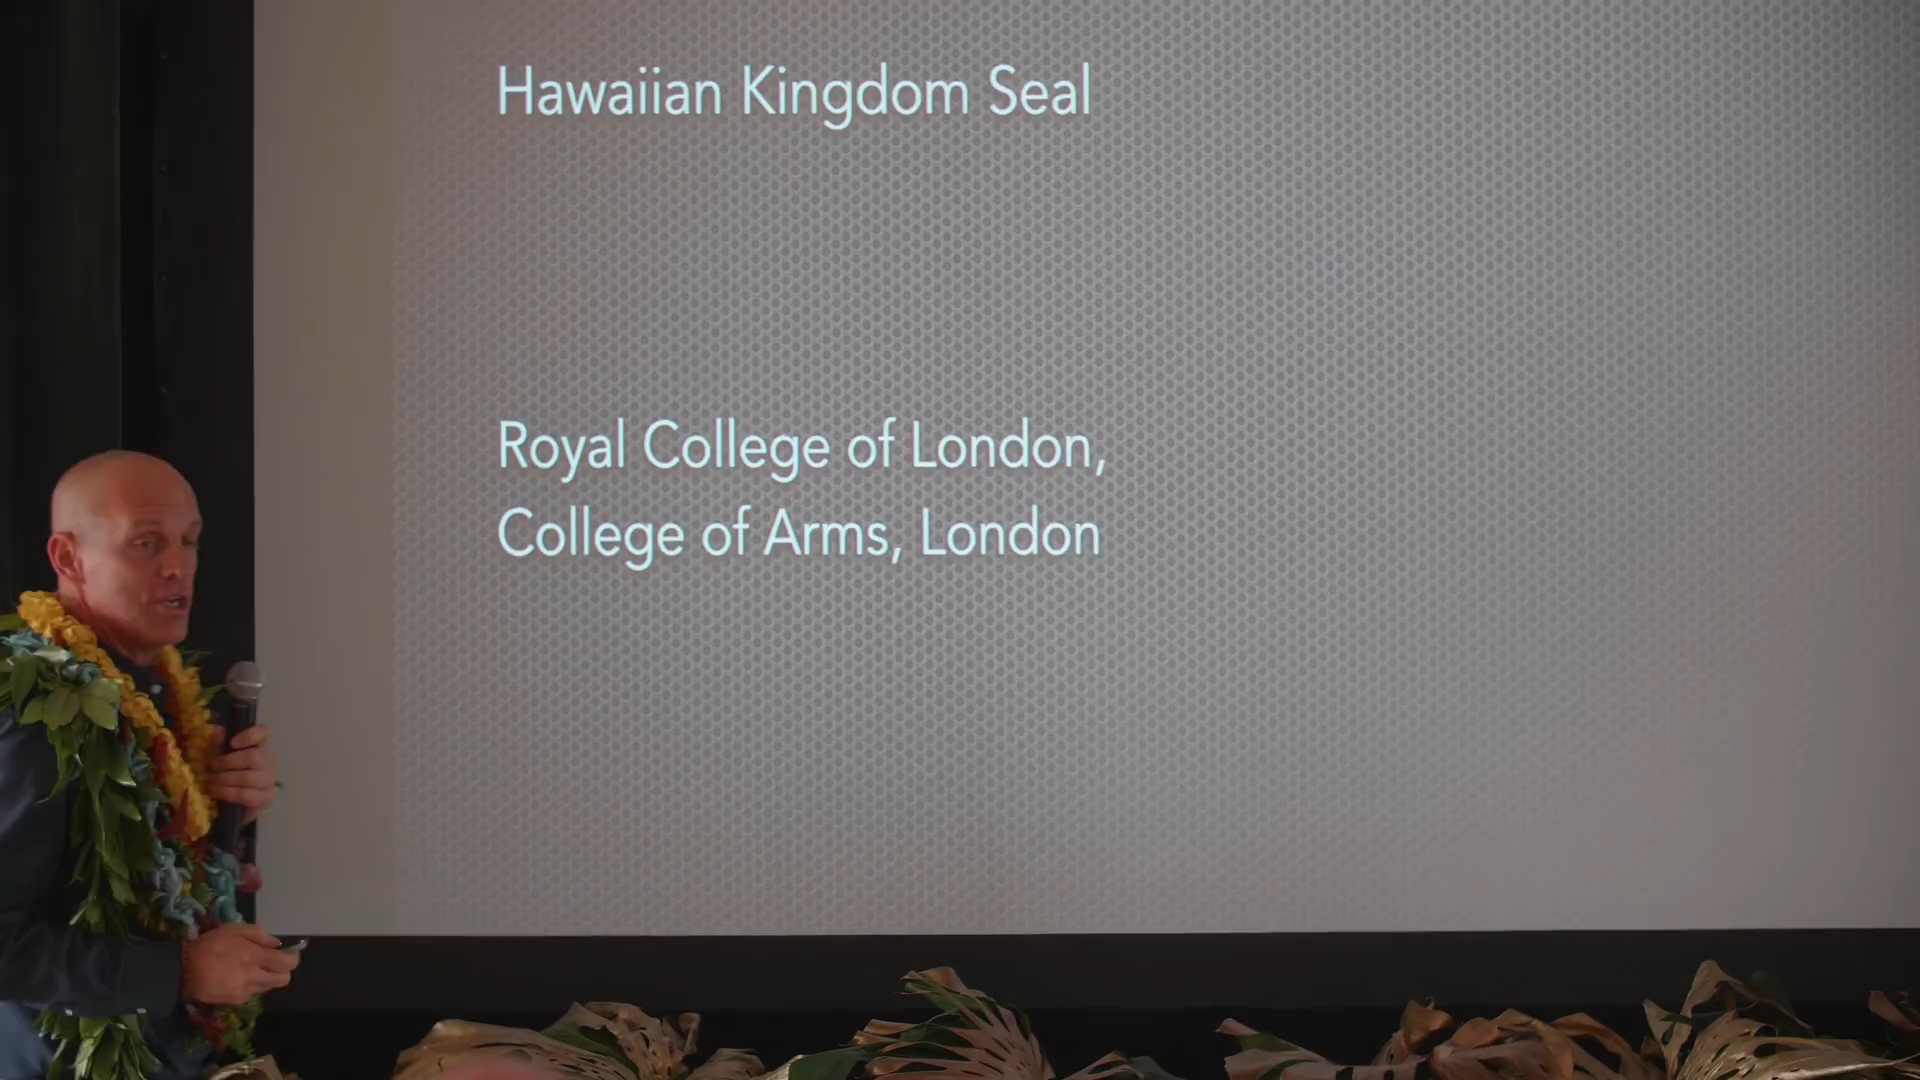 Hawaiian Kingdom Seal
Royal College of London,
College of Arms, London